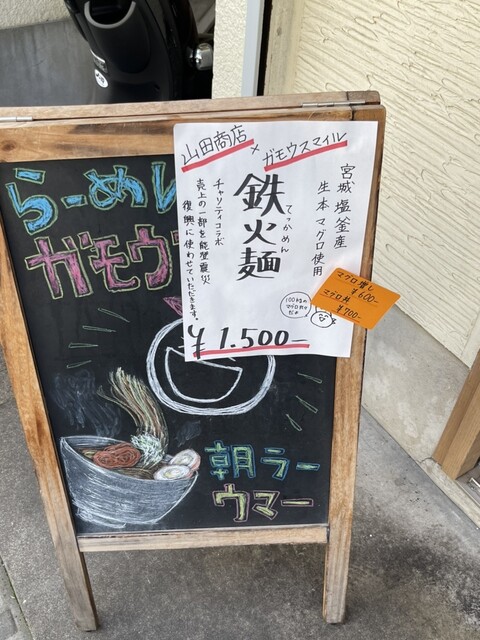 山田商店
×
ガモウスマイル
宮城塩釜産
生本マグロ使用
鉄火麺
てっかめん
チャリティコラボ
売上の一部を能登震災
復興に使わせていただきます。
¥1.500-
マグロ増し
¥600-
マグロ丼
¥700-
らーめん
ガモウ
朝ラー
ウマー